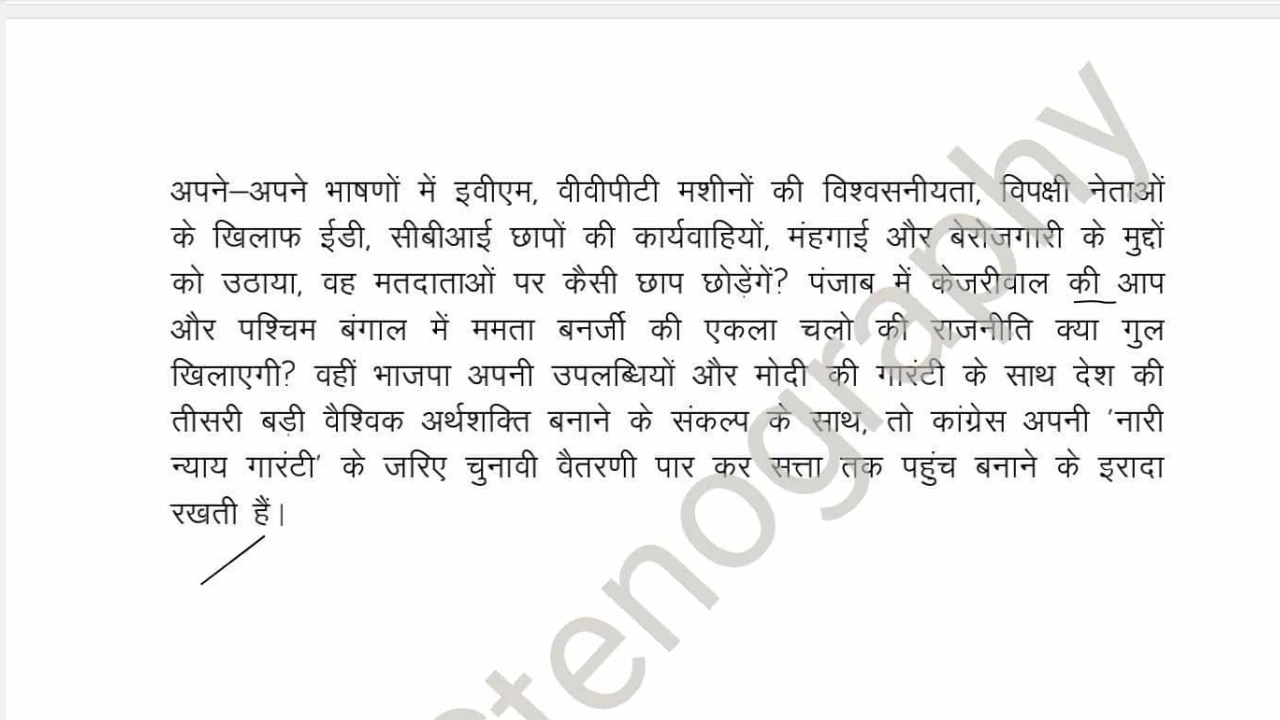 अपने–अपने भाषणों में इवीएम, वीवीपीटी मशीनों की विश्वसनीयता, विपक्षी नेताओं
के खिलाफ ईडी, सीबीआई छापों की कार्यवाहियों, मंहगाई और बेरोजगारी के मुद्दों
को उठाया, वह मतदाताओं पर कैसी छाप छोड़ेंगें? पंजाब में केजरीवाल की आप
और पश्चिम बंगाल में ममता बनर्जी की एकला चलो की राजनीति क्या गुल
खिलाएगी? वहीं भाजपा अपनी उपलब्धियों और मोदी की गारंटी के साथ देश की
तीसरी बड़ी वैश्विक अर्थशक्ति बनाने के संकल्प के साथ, तो कांग्रेस अपनी 'नारी
न्याय गारंटी' के जरिए चुनावी वैतरणी पार कर सत्ता तक पहुंच बनाने के इरादा
रखती हैं।
stenography